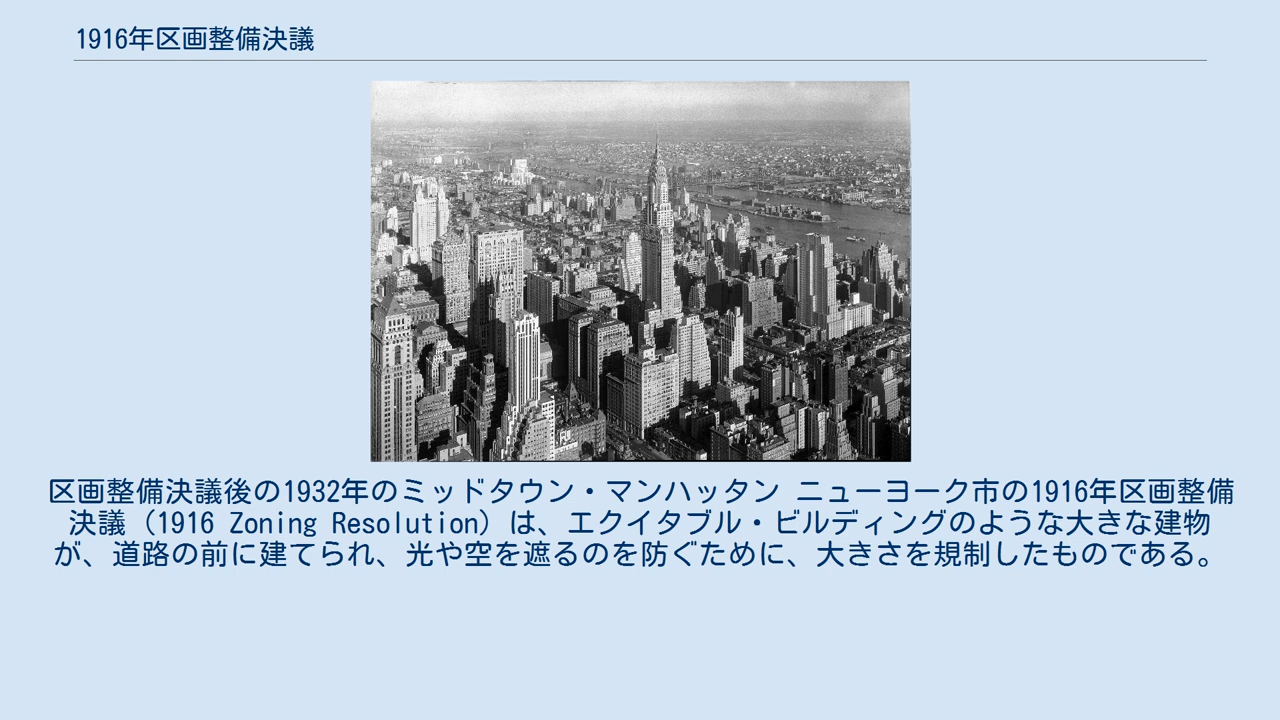 1916年区画整備決議
区画整備決議後の1932年のミッドタウン・マンハッタン ニューヨーク市の1916年区画整備
決議（1916 Zoning Resolution）は、エクイタブル・ビルディングのような大きな建物
が、道路の前に建てられ、光や空を遮るのを防ぐために、大きさを規制したものである。